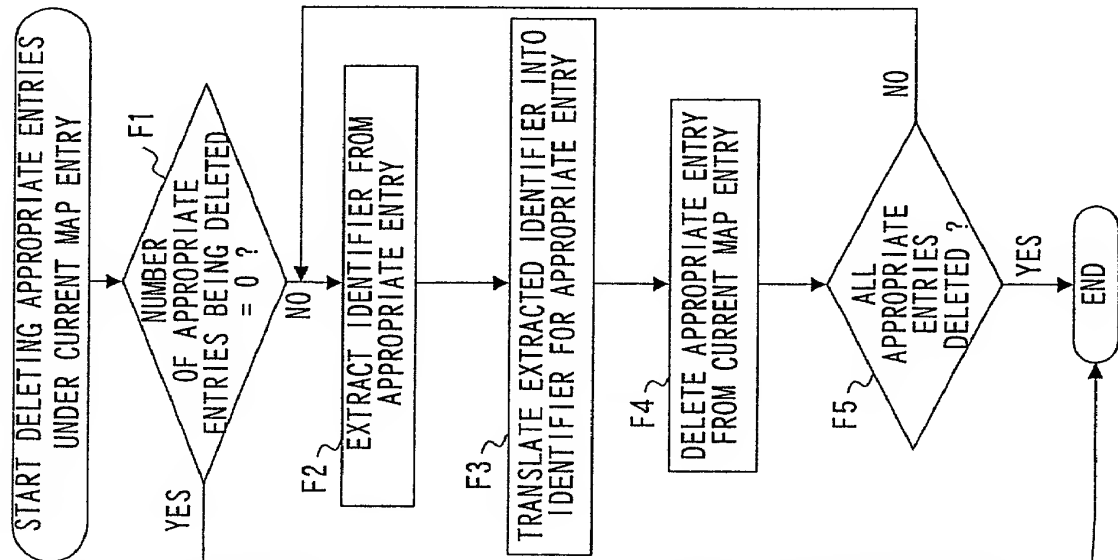 START DELETING APPROPRIATE ENTRIES
UNDER CURRENT MAP ENTRY
F1
NUMBER
OF APPROPRIATE
ENTRIES BEING DELETED
= 0 ?
YES
NO
F2
EXTRACT IDENTIFIER FROM
APPROPRIATE ENTRY
F3
TRANSLATE EXTRACTED IDENTIFIER INTO
IDENTIFIER FOR APPROPRIATE ENTRY
F4
DELETE APPROPRIATE ENTRY
FROM CURRENT MAP ENTRY
F5
ALL
APPROPRIATE
ENTRIES
DELETED ?
NO
YES
END